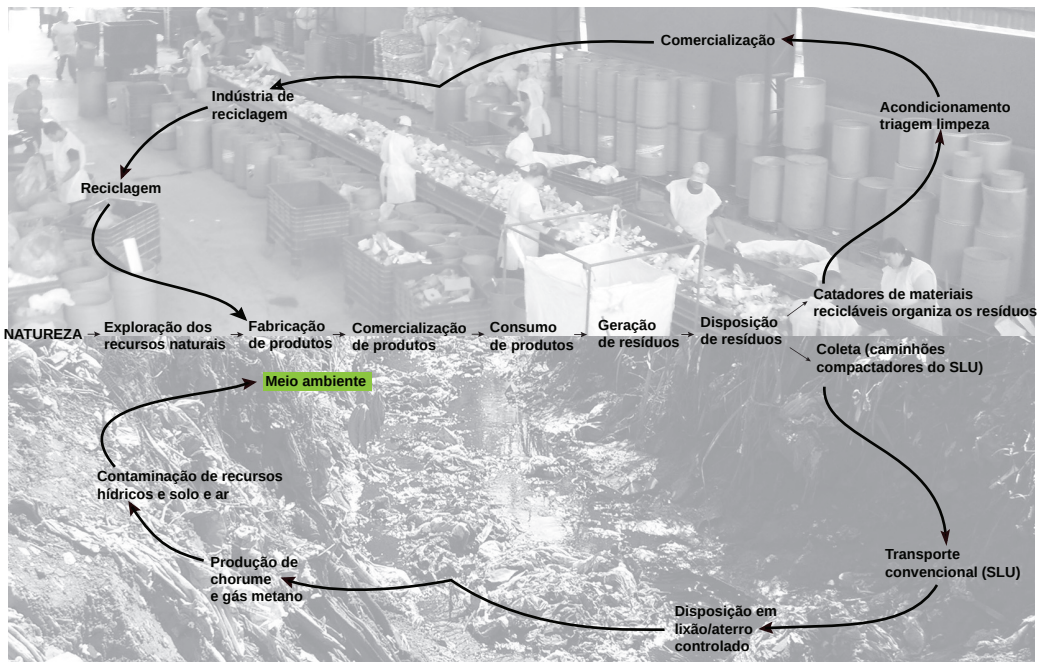 Comercialização
Indústria de
reciclagem
Acondicionamento
triagem limpeza
Reciclagem
Catadores de materiais
recicláveis organiza os resíduos
NATUREZA
Exploração dos
recursos naturais
Fabricação
de produtos
Comercialização
de produtos
Consumo
de produtos
Geração
de resíduos
Disposição
de resíduos
Coleta (caminhões
compactadores do SLU)
Meio ambiente
Contaminação de recursos
hídricos e solo e ar
Produção de
chorume
e gás metano
Transporte
convencional (SLU)
Disposição em
lixão/aterro
controlado